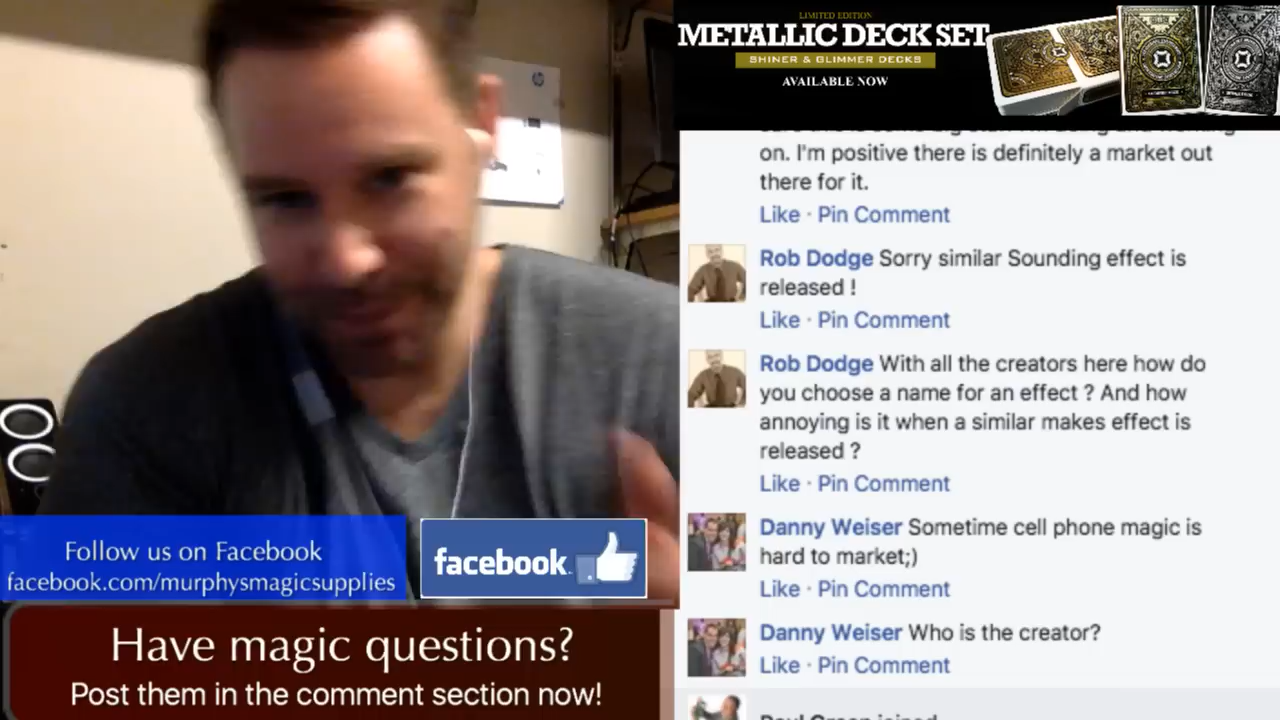 LIMITED EDITION
METALLIC DECK SET
SHINER & GLIMMER DECKS
AVAILABLE NOW
on. I'm positive there is definitely a market out
there for it.
Like · Pin Comment
Rob Dodge Sorry similar Sounding effect is
released !
Like · Pin Comment
Rob Dodge With all the creators here how do
you choose a name for an effect ? And how
annoying is it when a similar makes effect is
released ?
Like · Pin Comment
Danny Weiser Sometime cell phone magic is
hard to market;)
Like · Pin Comment
Danny Weiser Who is the creator?
Like · Pin Comment
Follow us on Facebook
facebook.com/murphysmagicsupplies
facebook
Have magic questions?
Post them in the comment section now!
hp